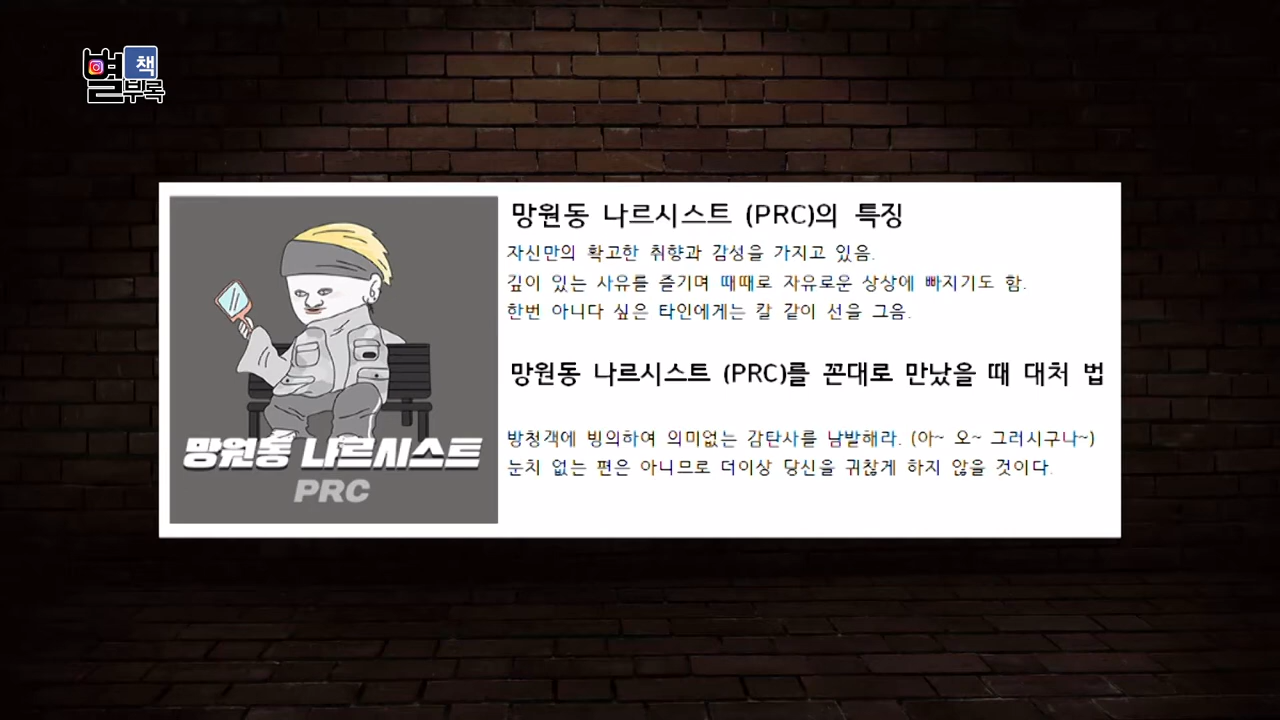 별책
부록
망원동 나르시스트 (PRC)의 특징
자신만의 확고한 취향과 감성을 가지고 있음.
깊이 있는 사유를 즐기며 때때로 자유로운 상상에 빠지기도 함.
한번 아니다 싶은 타인에게는 칼 같이 선을 그음.
망원동 나르시스트 (PRC)를 꼰대로 만났을 때 대처 법
방청객에 빙의하여 의미없는 감탄사를 남발해라. (아~ 오~ 그러시구나~)
눈치 없는 편은 아니므로 더이상 당신을 귀찮게 하지 않을 것이다.
망원동 나르시스트
PRC